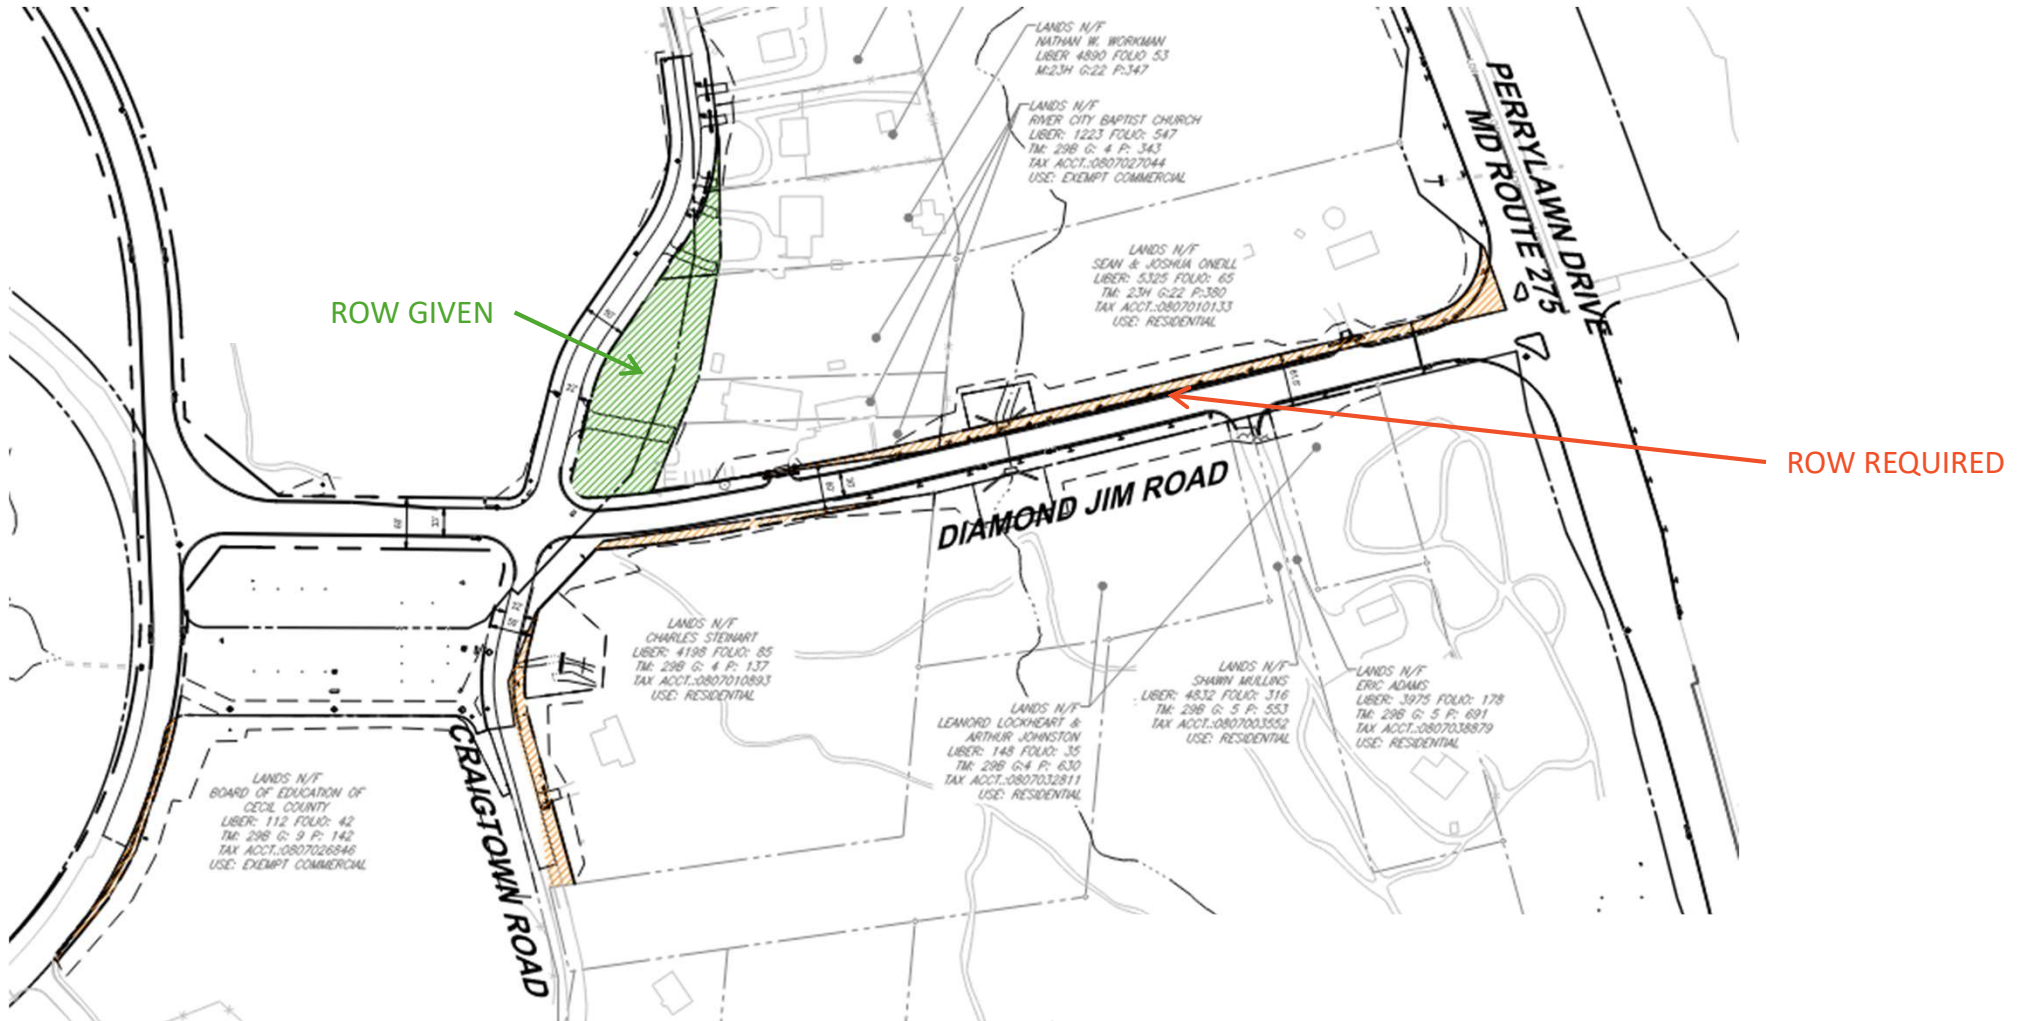 LANDS N/F
NATHAN W. WORKMAN
LIBER 4890 FOLIO 53
M:23H G:22 P:347
LANDS N/F
RIVER CITY BAPTIST CHURCH
LIBER: 1223 FOLIO: 547
TM: 29B G: 4 P: 343
TAX ACCT.:0807027044
USE: EXEMPT COMMERCIAL
PERRYLAWN DRIVE
MD ROUTE 275
LANDS N/F
SEAN & JOSHUA ONEILL
LIBER: 5325 FOLIO: 65
TM: 23H G:22 P:380
TAX ACCT.:0807010133
USE: RESIDENTIAL
ROW GIVEN
ROW REQUIRED
DIAMOND JIM ROAD
LANDS N/F
CHARLES STEINART
LIBER: 4198 FOLIO: 85
TM: 29B G: 4 P: 137
TAX ACCT.:0807010893
USE: RESIDENTIAL
LANDS N/F
SHAWN MULLINS
LIBER: 4832 FOLIO: 316
TM: 29B G: 5 P: 553
TAX ACCT.:0807003552
USE: RESIDENTIAL
LANDS N/F
ERIC ADAMS
LIBER: 3975 FOLIO: 178
TM: 29B G: 5 P: 691
TAX ACCT.:0807038879
USE: RESIDENTIAL
LANDS N/F
LEANORD LOCKHEART &
ARTHUR JOHNSTON
LIBER: 148 FOLIO: 35
TM: 29B G:4 P: 630
TAX ACCT.:0807032811
USE: RESIDENTIAL
LANDS N/F
BOARD OF EDUCATION OF
CECIL COUNTY
LIBER: 112 FOLIO: 42
TM: 29B G: 9 P: 142
TAX ACCT.:0807026846
USE: EXEMPT COMMERCIAL
CRAIGTOWN ROAD